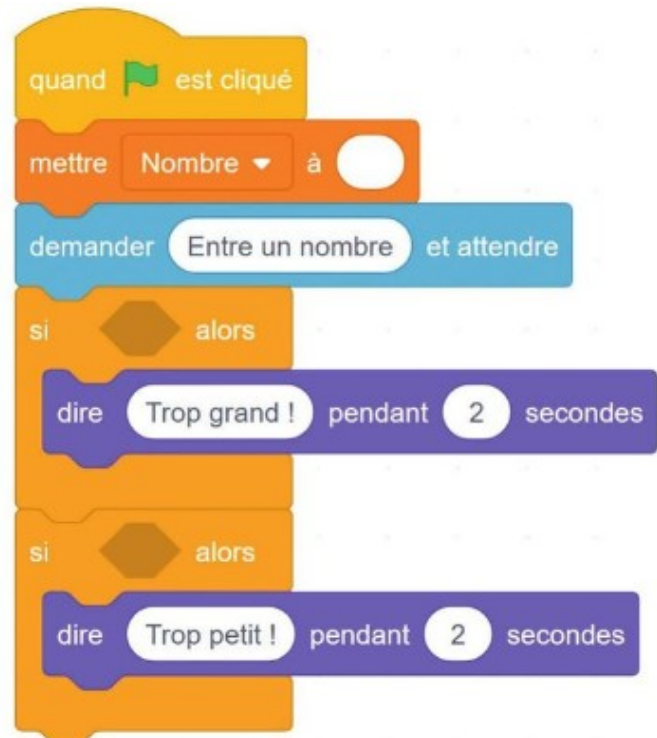 quand est cliqué
mettre Nombre à
demander Entre un nombre et attendre
si alors
dire Trop grand ! pendant 2 secondes
si alors
dire Trop petit ! pendant 2 secondes